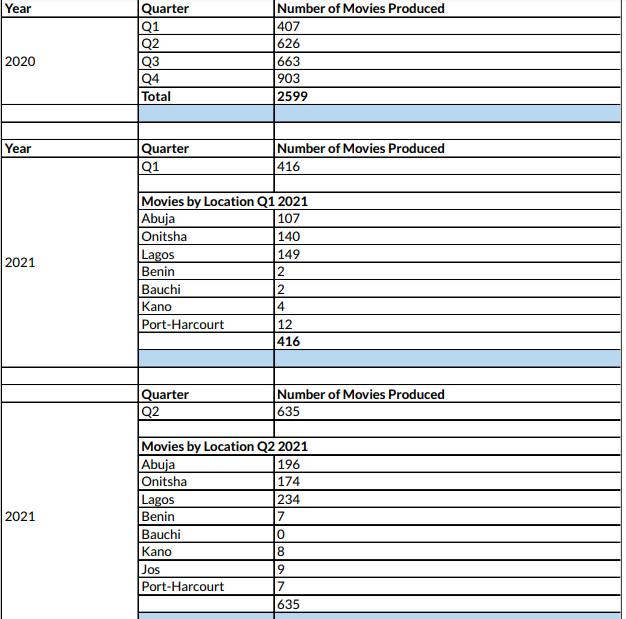 Year Quarter Number of Movies Produced
Q1 407
Q2 626
2020 Q3 663
Q4 903
Total 2599
Year Quarter Number of Movies Produced
Q1 416
Movies by Location Q1 2021
Abuja 107
Onitsha 140
Lagos 149
2021
Benin 2
Bauchi 2
Kano 4
Port-Harcourt 12
416
Quarter Number of Movies Produced
Q2 635
Movies by Location Q2 2021
Abuja 196
Onitsha 174
Lagos 234
2021 Benin 7
Bauchi 0
Kano 8
Jos 9
Port-Harcourt 7
635